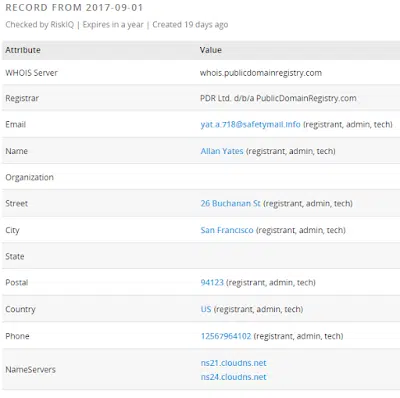 RECORD FROM 2017-09-01
Checked by RiskIQ | Expires in a year | Created 19 days ago
Attribute Value
WHOIS Server whois.publicdomainregistry.com
Registrar PDR Ltd. d/b/a PublicDomainRegistry.com
Email yat.a.718@safetymail.info (registrant, admin, tech)
Name Allan Yates (registrant, admin, tech)
Organization
Street 26 Buchanan St (registrant, admin, tech)
City San Francisco (registrant, admin, tech)
State
Postal 94123 (registrant, admin, tech)
Country US (registrant, admin, tech)
Phone 12567964102 (registrant, admin, tech)
NameServers ns21.cloudns.net
ns24.cloudns.net